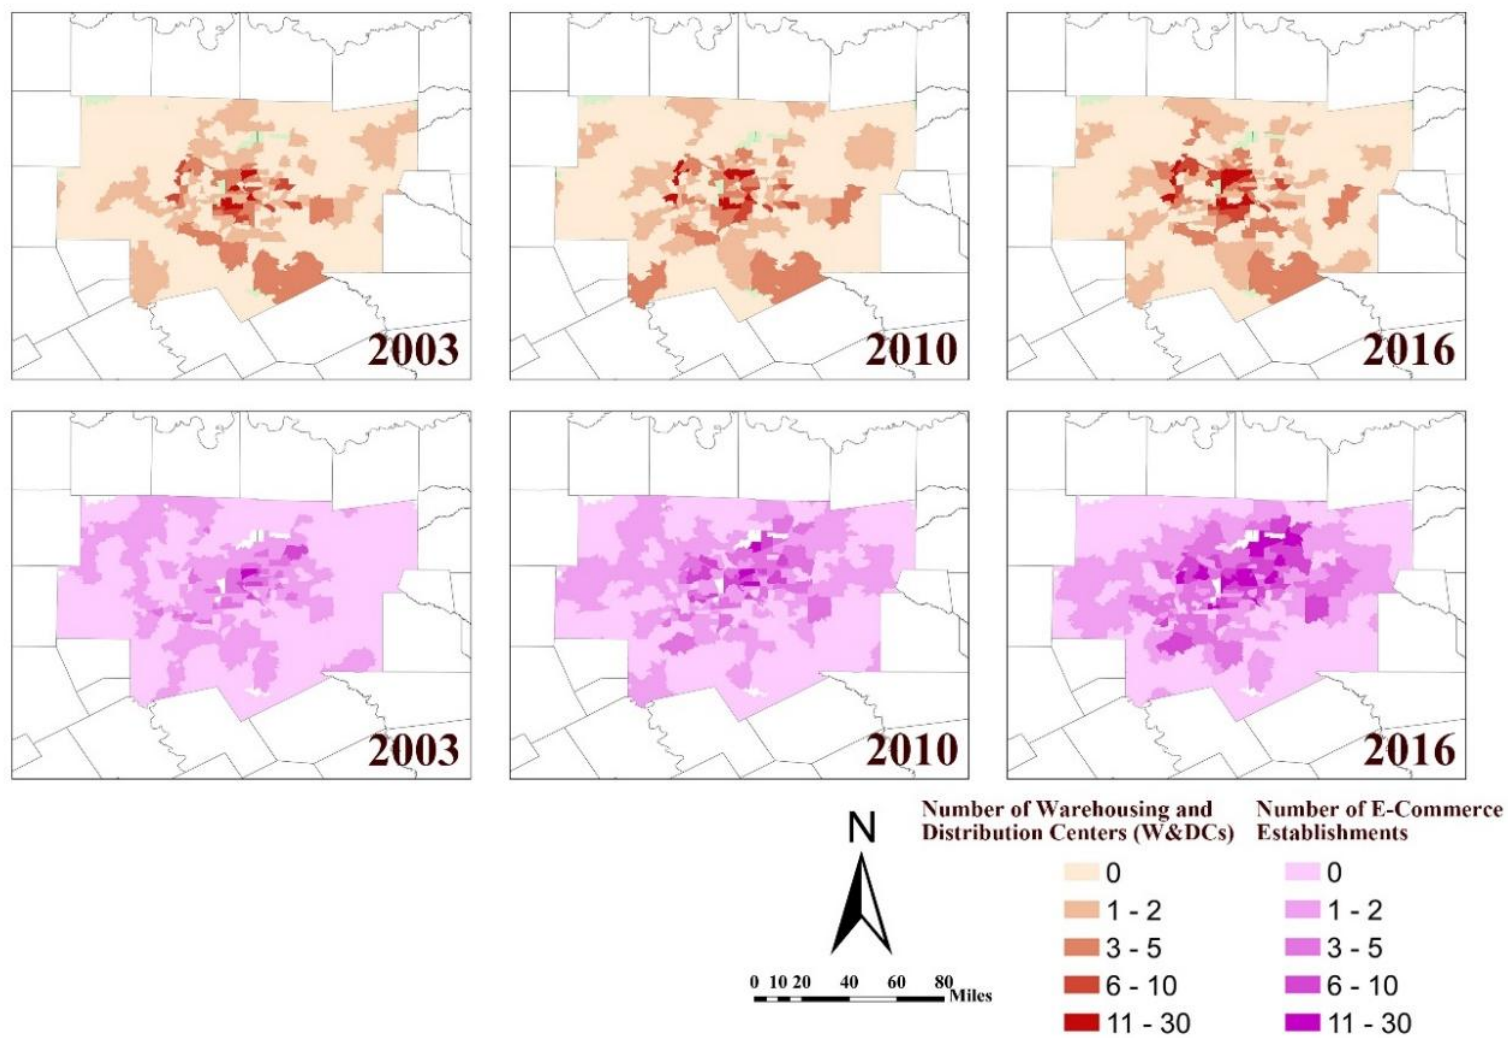 2003
2010
2016
2003
2010
2016
N
0 10 20 40 60 80
Miles
Number of Warehousing and
Distribution Centers (W&DCs)
0
1 - 2
3 - 5
6 - 10
11 - 30
Number of E-Commerce
Establishments
0
1 - 2
3 - 5
6 - 10
11 - 30